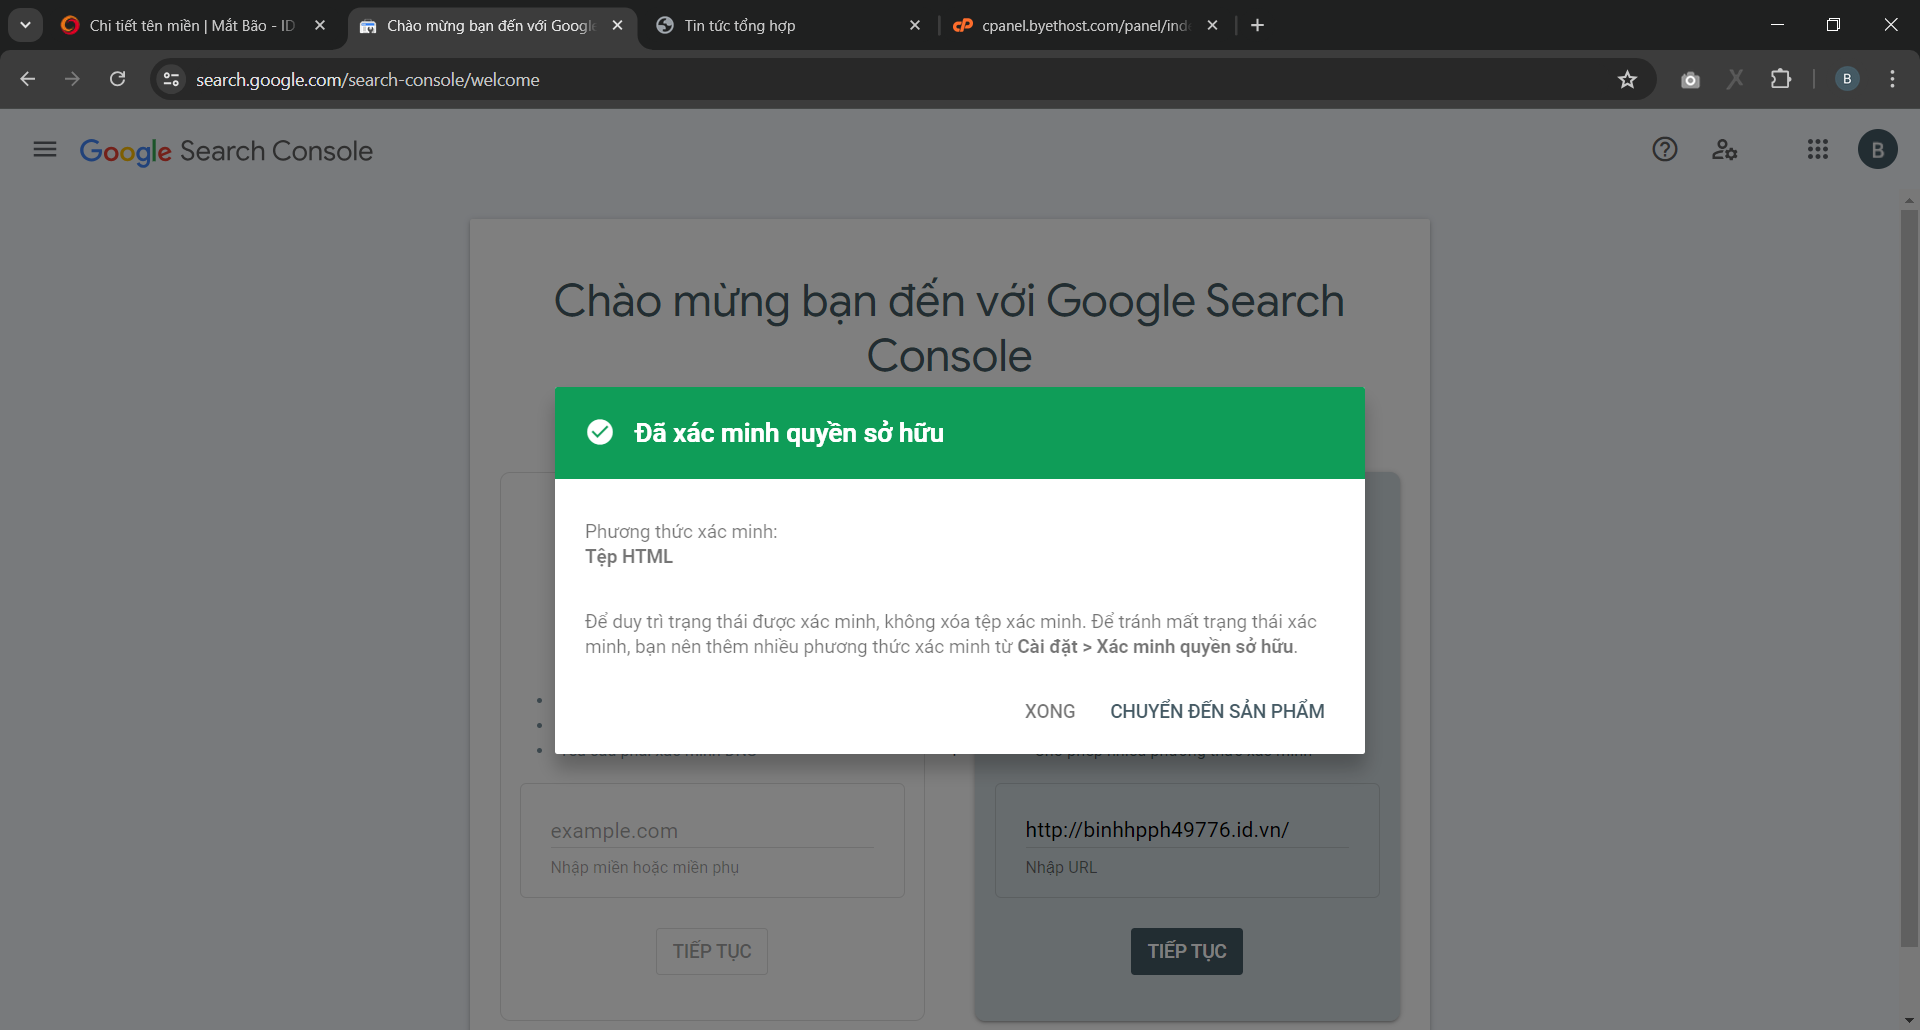 Chi tiết tên miền | Mắt Bão - ID
Chào mừng bạn đến với Google
Tin tức tổng hợp
cpanel.byethost.com/panel/inde
search.google.com/search-console/welcome
B
Google Search Console
B
Chào mừng bạn đến với Google Search
Console
Đã xác minh quyền sở hữu
Phương thức xác minh:
Tệp HTML
Để duy trì trạng thái được xác minh, không xóa tệp xác minh. Để tránh mất trạng thái xác
minh, bạn nên thêm nhiều phương thức xác minh từ Cài đặt > Xác minh quyền sở hữu.
XONG
CHUYỂN ĐẾN SẢN PHẨM
example.com
Nhập miền hoặc miền phụ
TIẾP TỤC
http://binhhpph49776.id.vn/
Nhập URL
TIẾP TỤC